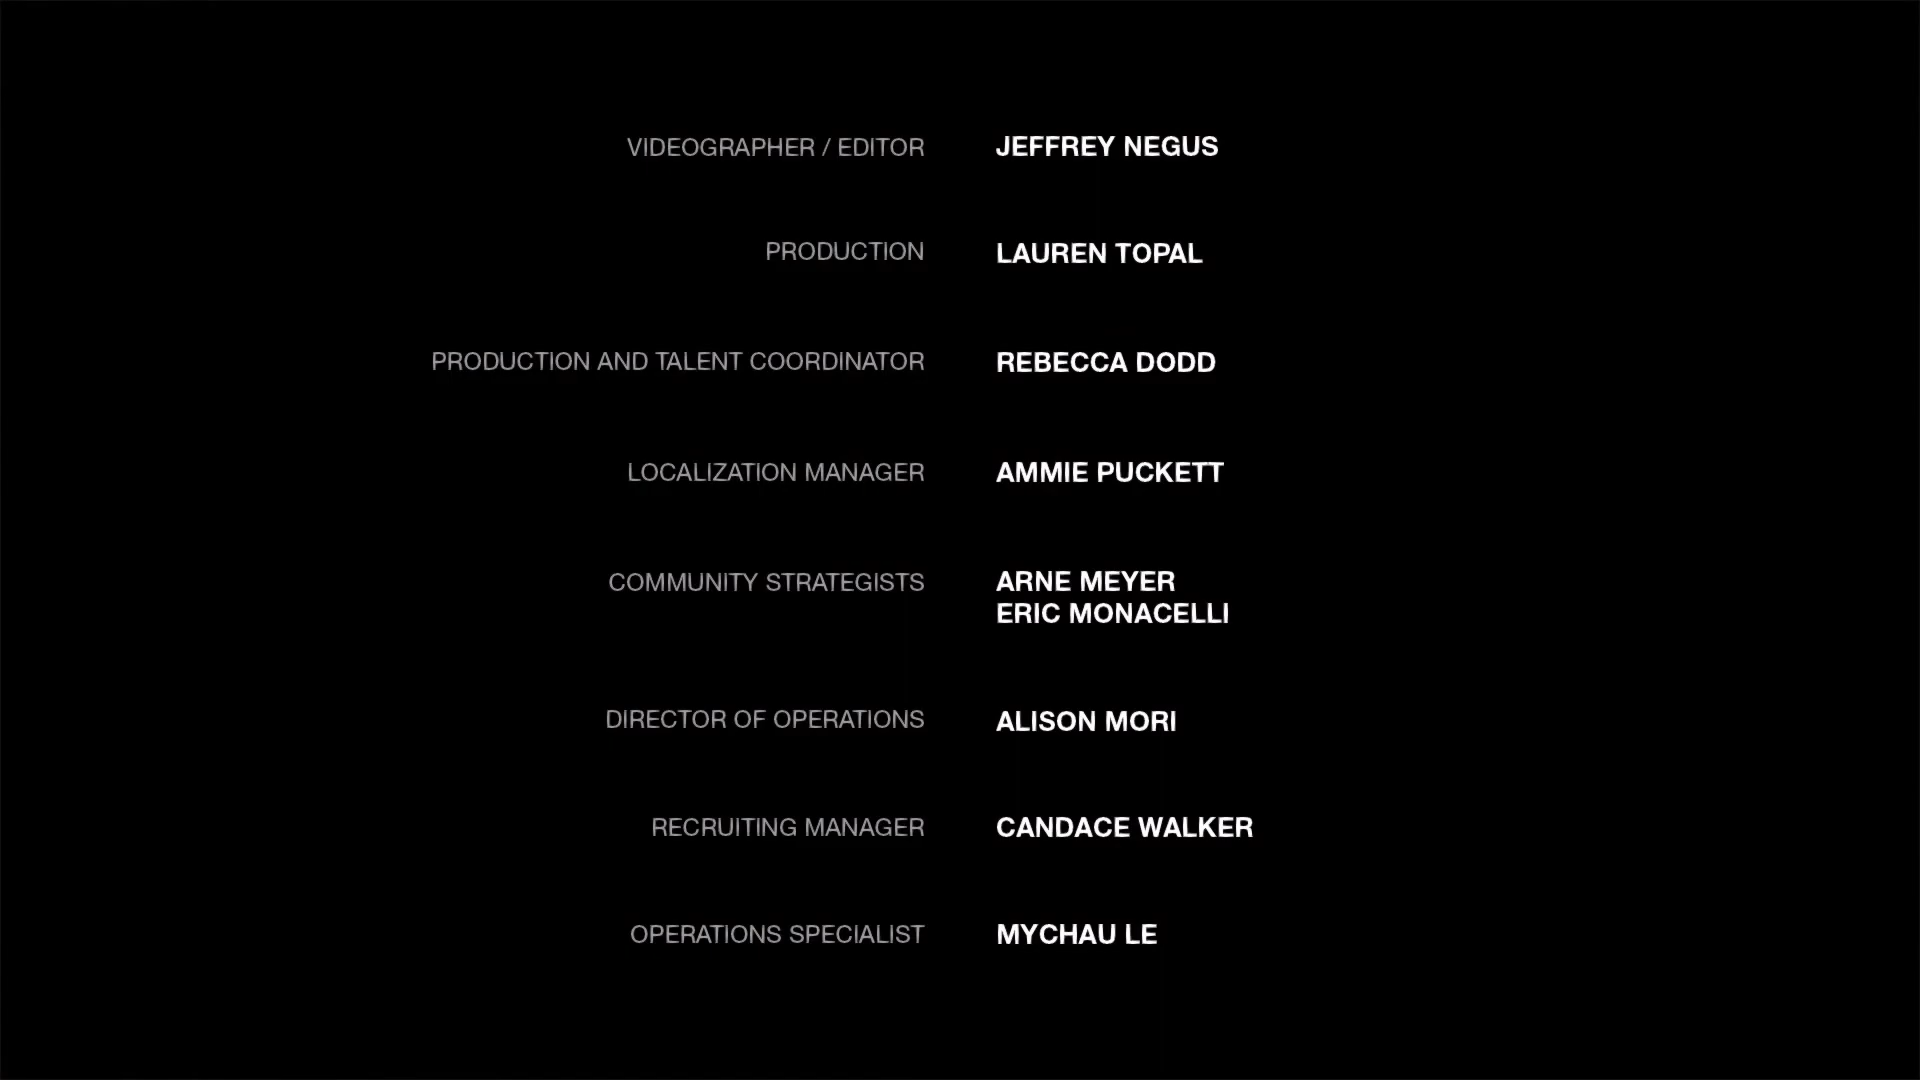 VIDEOGRAPHER / EDITOR JEFFREY NEGUS
PRODUCTION LAUREN TOPAL
PRODUCTION AND TALENT COORDINATOR REBECCA DODD
LOCALIZATION MANAGER AMMIE PUCKETT
COMMUNITY STRATEGISTS ARNE MEYER
ERIC MONACELLI
DIRECTOR OF OPERATIONS ALISON MORI
RECRUITING MANAGER CANDACE WALKER
OPERATIONS SPECIALIST MYCHAU LE